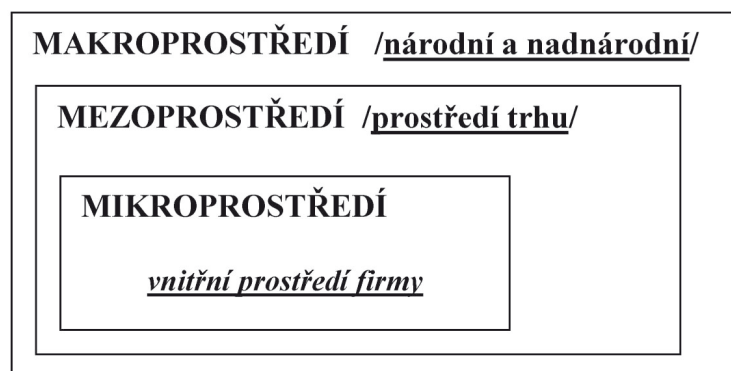 MAKROPROSTŘEDÍ /národní a nadnárodní/
MEZOPROSTŘEDÍ /prostředí trhu/
MIKROPROSTŘEDÍ
vnitřní prostředí firmy